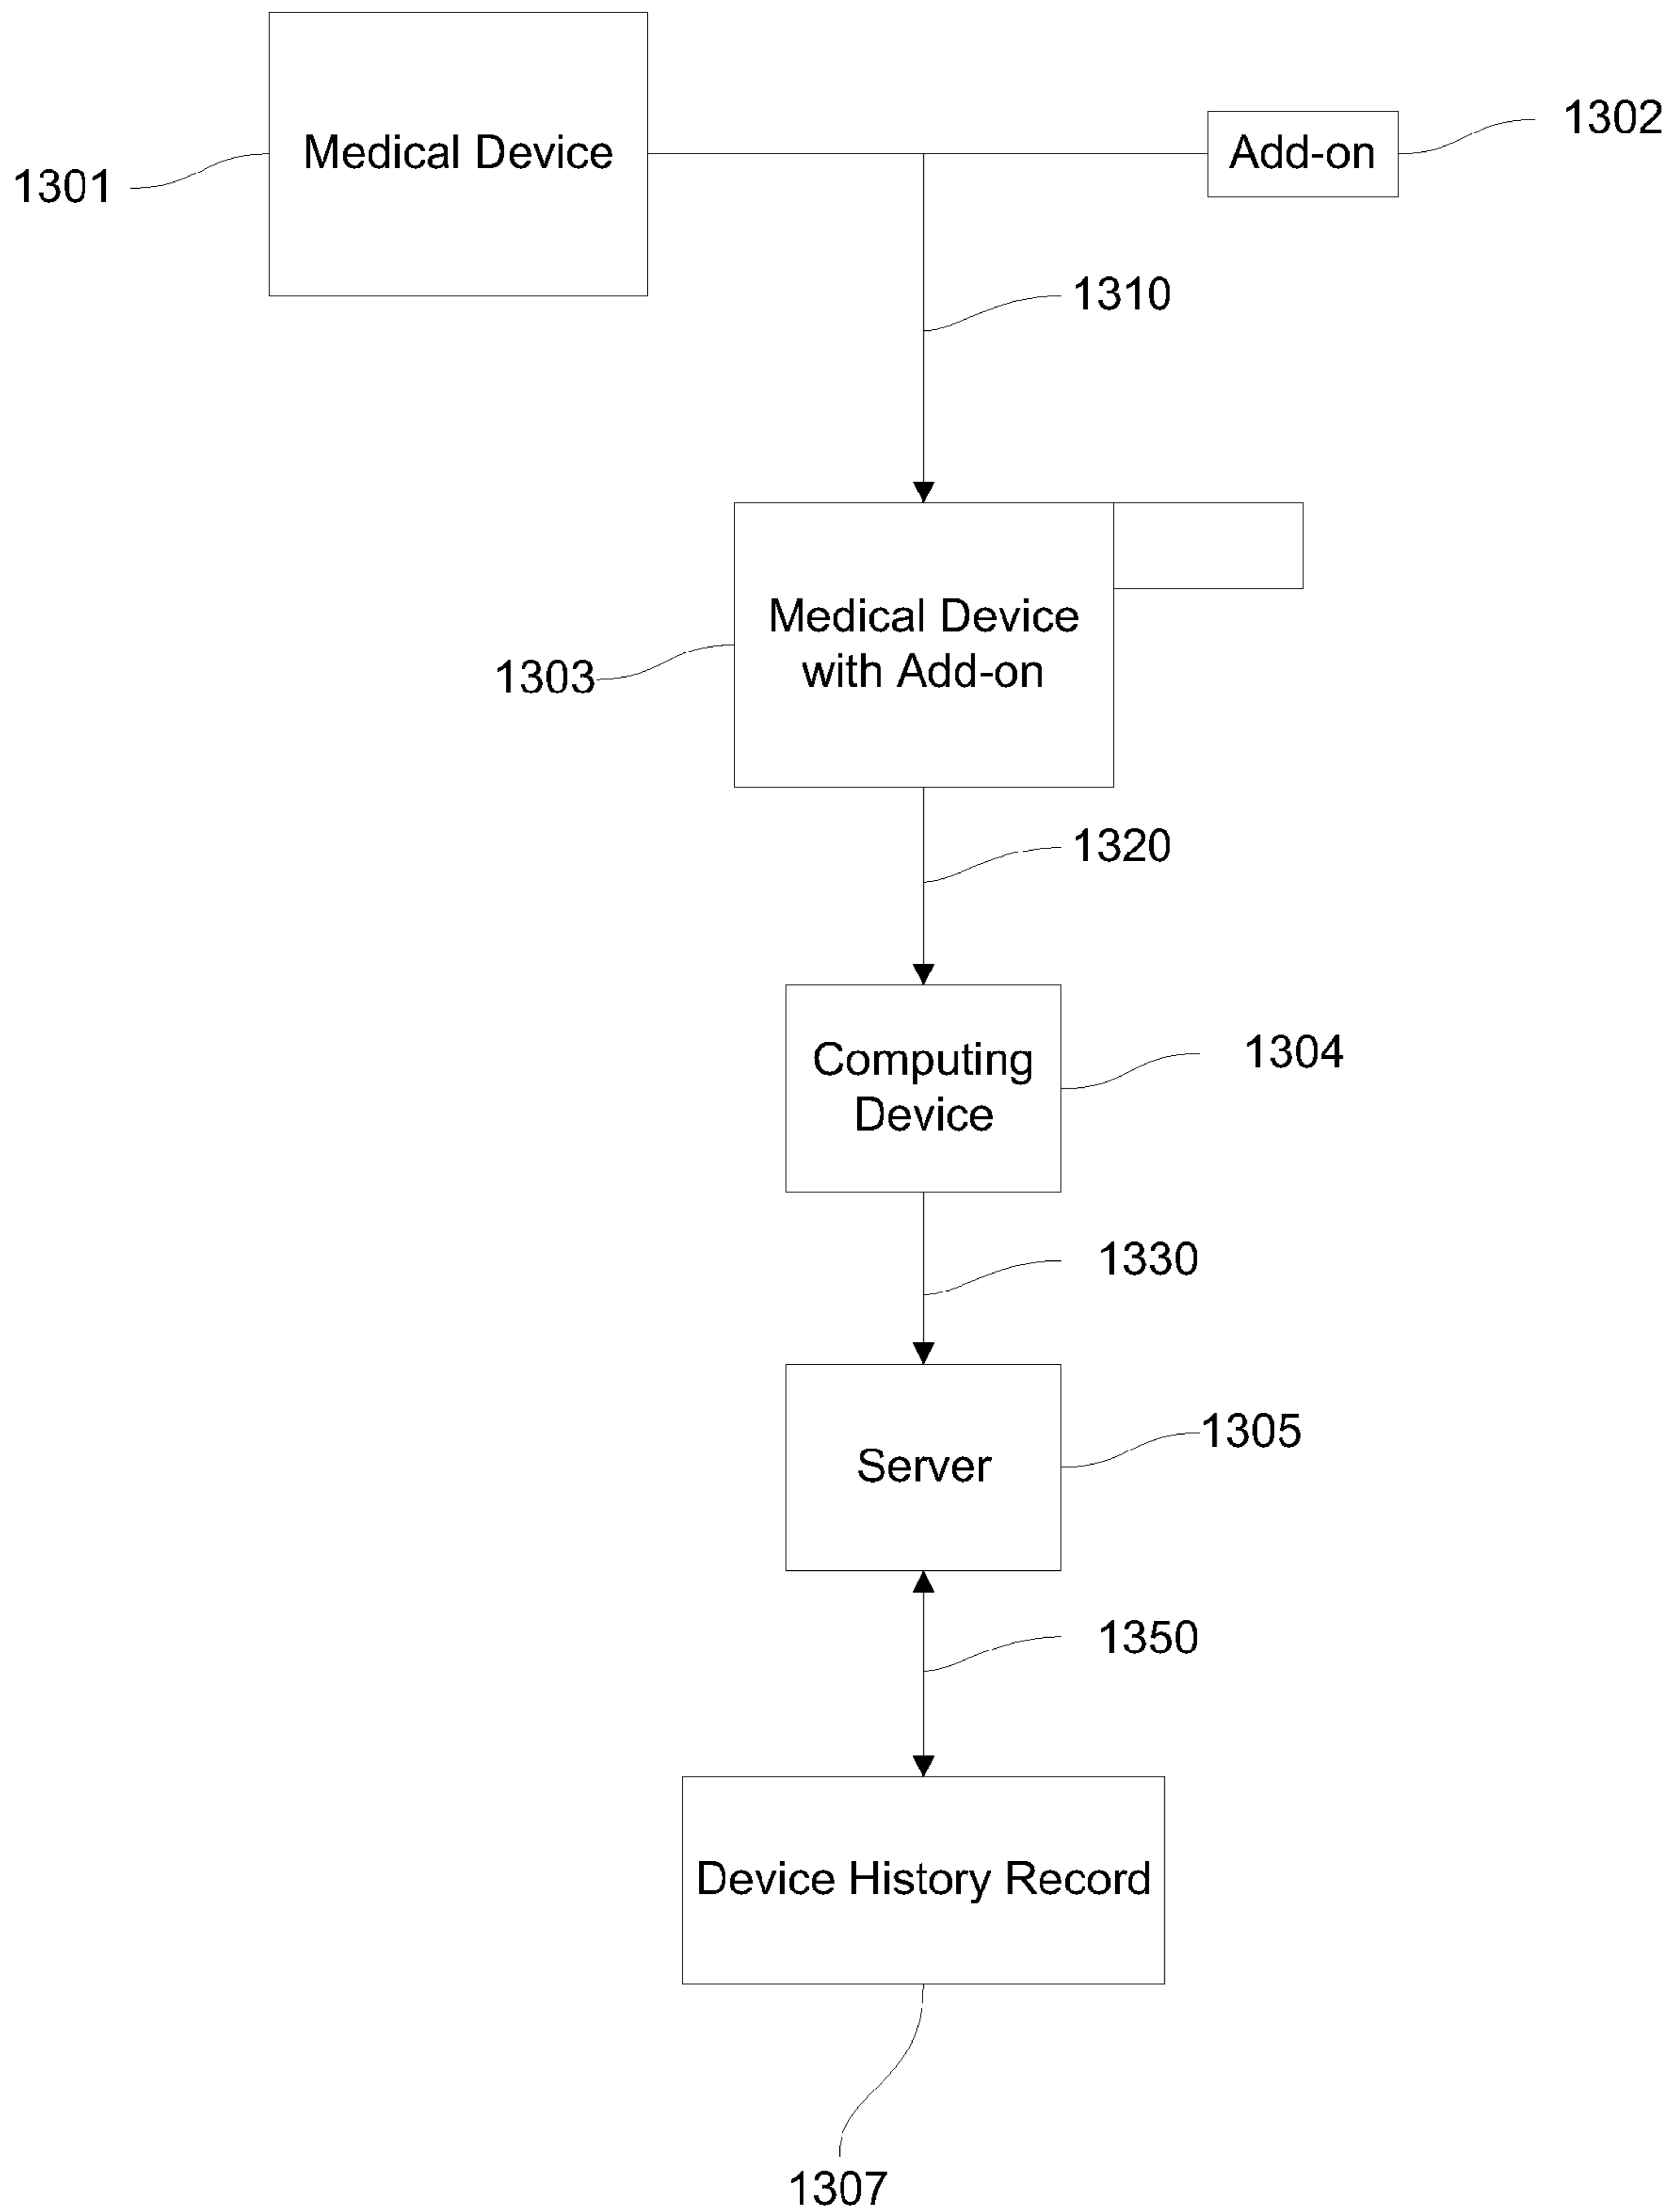 1302
Medical Device
Add-on
1301
1310
Medical Device
with Add-on
1303
1320
1304
Computing
Device
1330
1305
Server
1350
Device History Record
1307